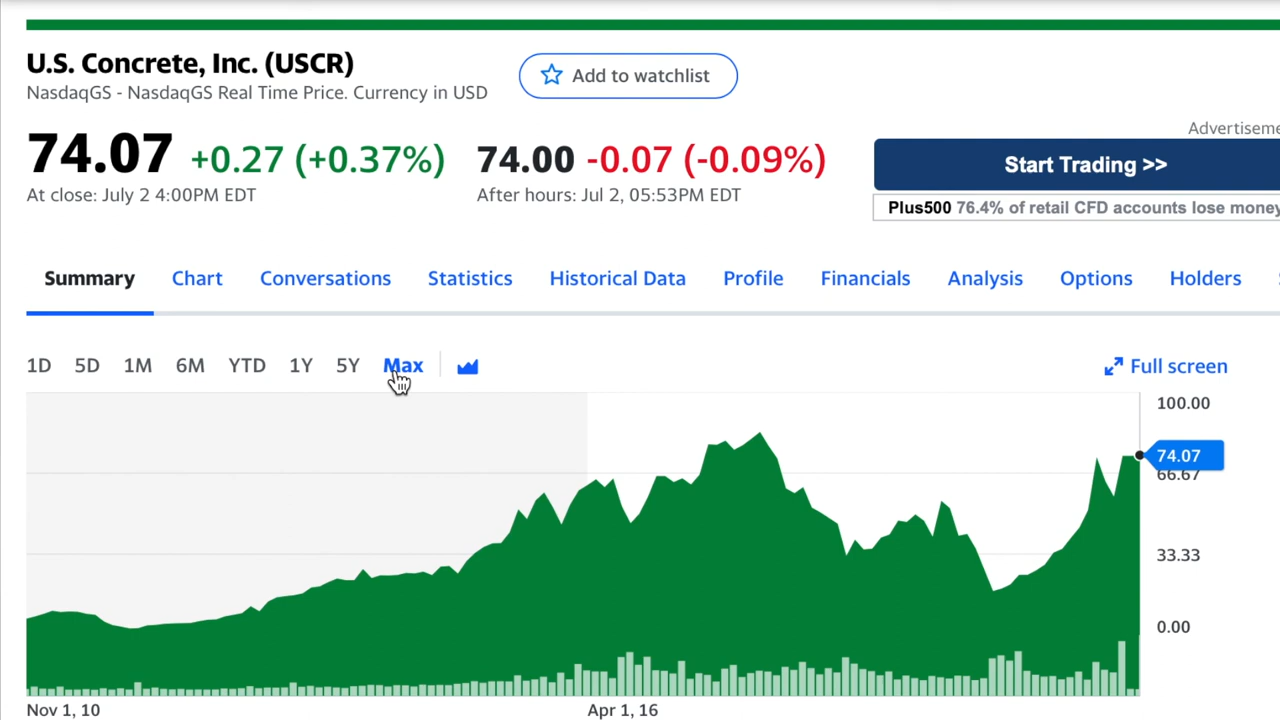 U.S. Concrete, Inc. (USCR)
NasdaqGS - NasdaqGS Real Time Price. Currency in USD
Add to watchlist
74.07 +0.27 (+0.37%)
At close: July 2 4:00PM EDT
74.00 -0.07 (-0.09%)
After hours: Jul 2, 05:53PM EDT
Advertiseme
Start Trading >>
Plus500 76.4% of retail CFD accounts lose money
Summary Chart Conversations Statistics Historical Data Profile Financials Analysis Options Holders
1D 5D 1M 6M YTD 1Y 5Y Max
Full screen
100.00
74.07
66.67
33.33
0.00
Nov 1, 10 Apr 1, 16